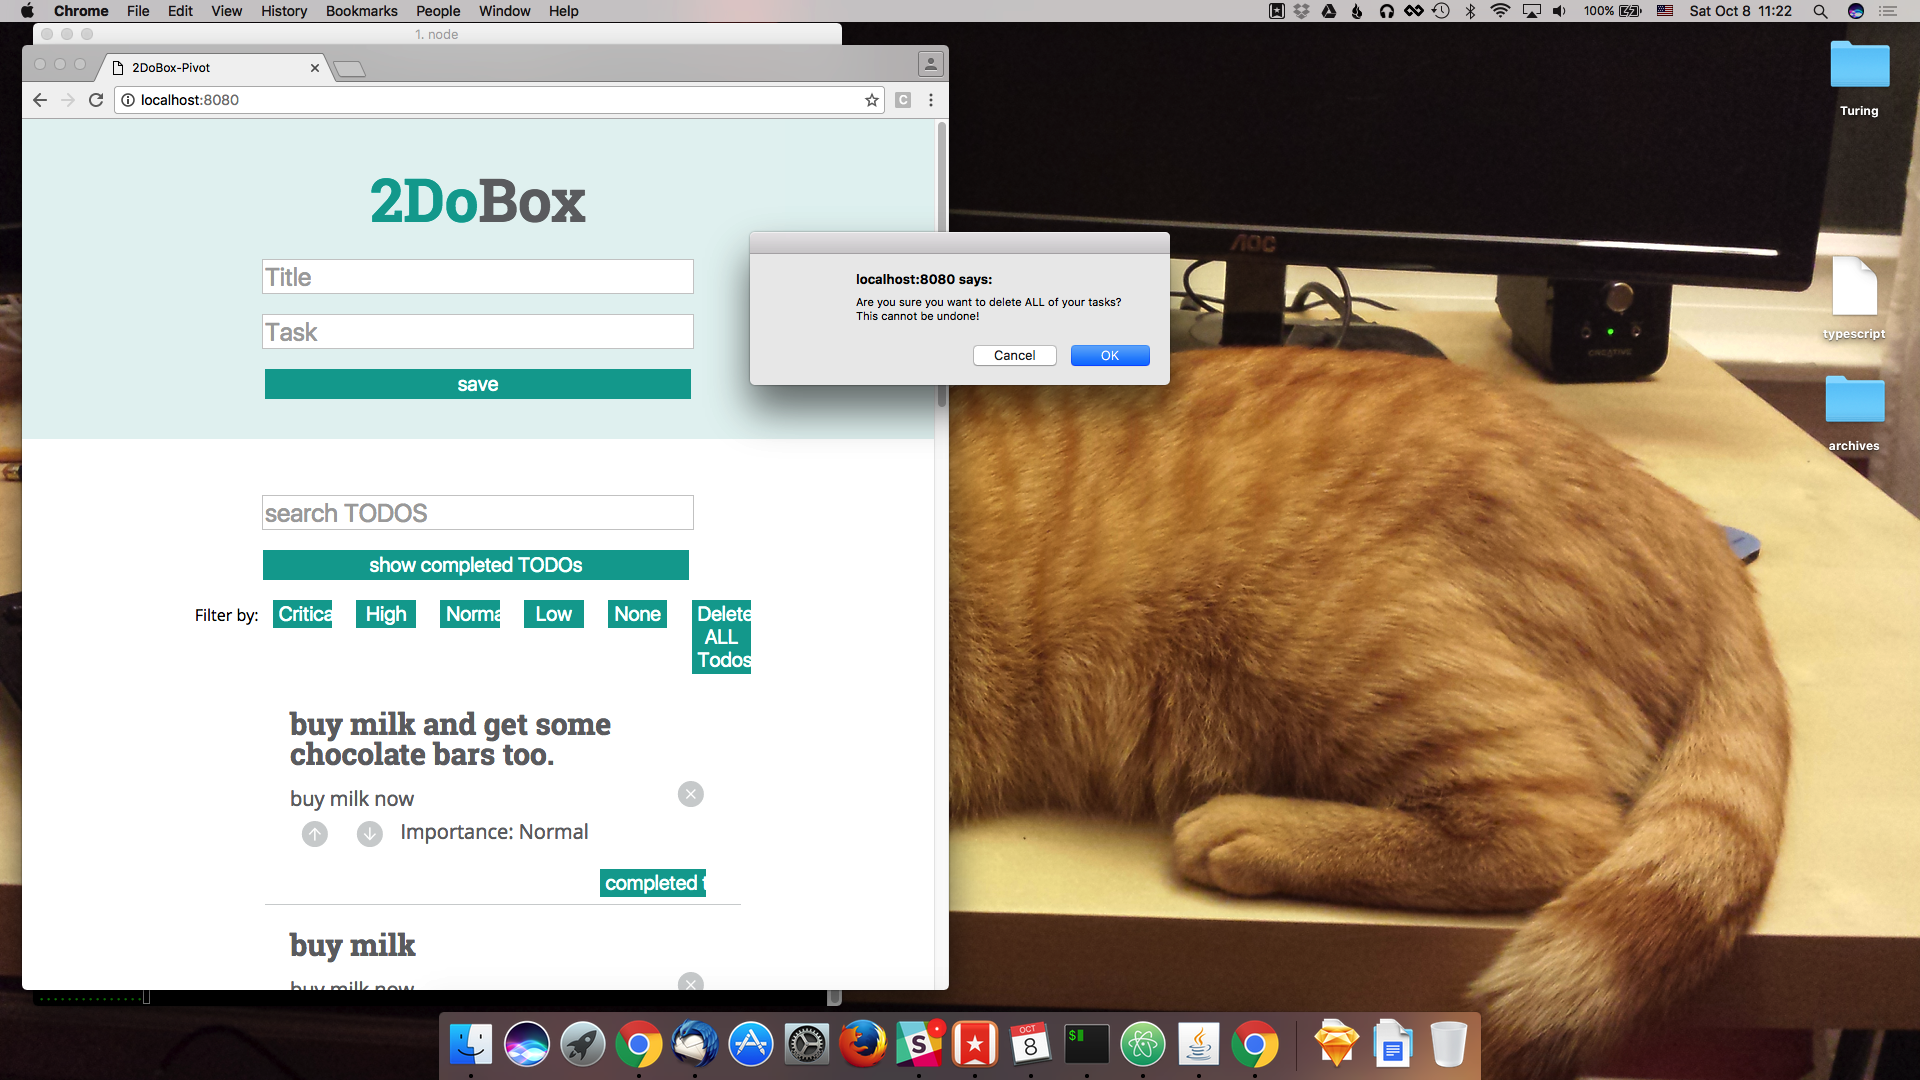 Chrome File Edit View History Bookmarks People Window Help
100% Sat Oct 8 11:22
1. node
2DoBox-Pivot
localhost:8080
C
2DoBox
Title
Task
save
search TODOS
show completed TODOs
Filter by: Critica High Norma Low None Delete
ALL
Todos
buy milk and get some
chocolate bars too.
buy milk now
Importance: Normal
completed t
buy milk
buy milk now
localhost:8080 says:
Are you sure you want to delete ALL of your tasks?
This cannot be undone!
Cancel OK
AOC
CREATIVE
Turing
typescript
archives
S
OCT
8
$